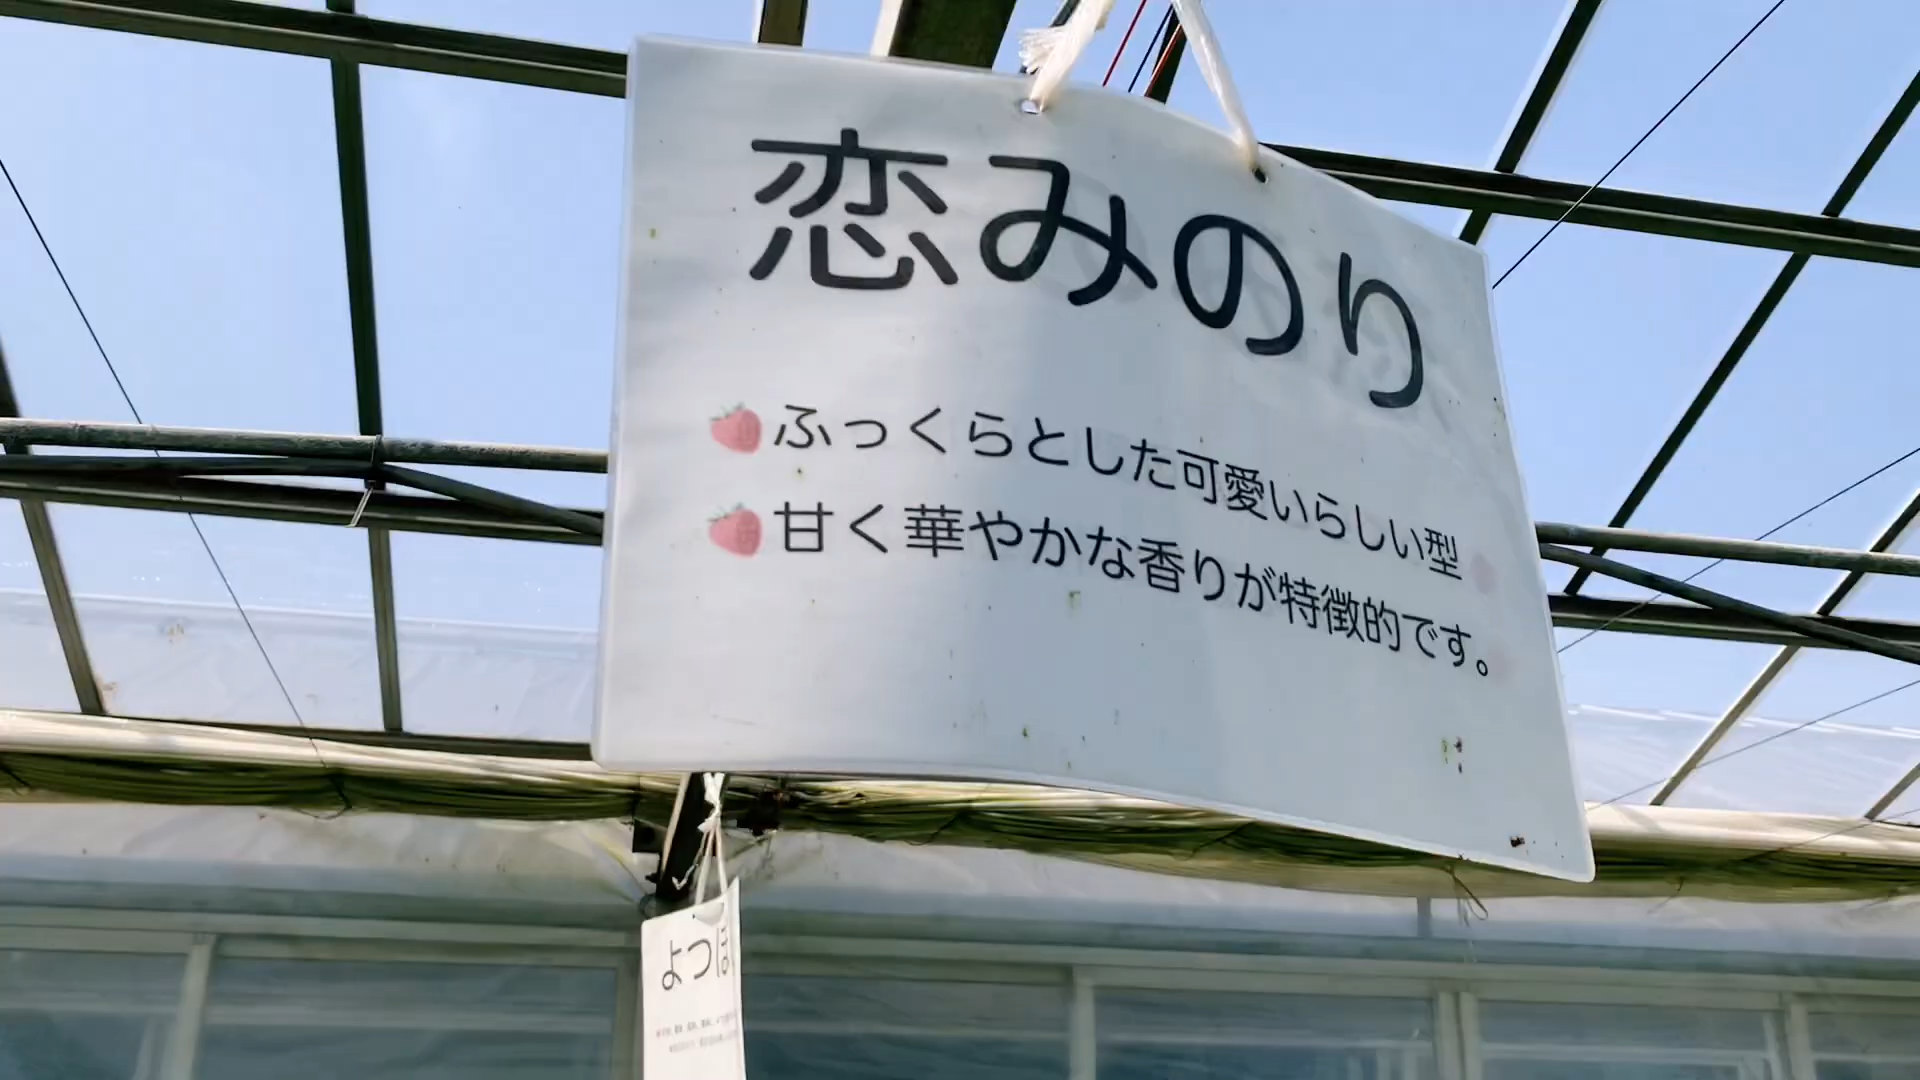 恋みのり
ふっくらとした可愛いらしい型
甘く華やかな香りが特徴的です。
よつぼ